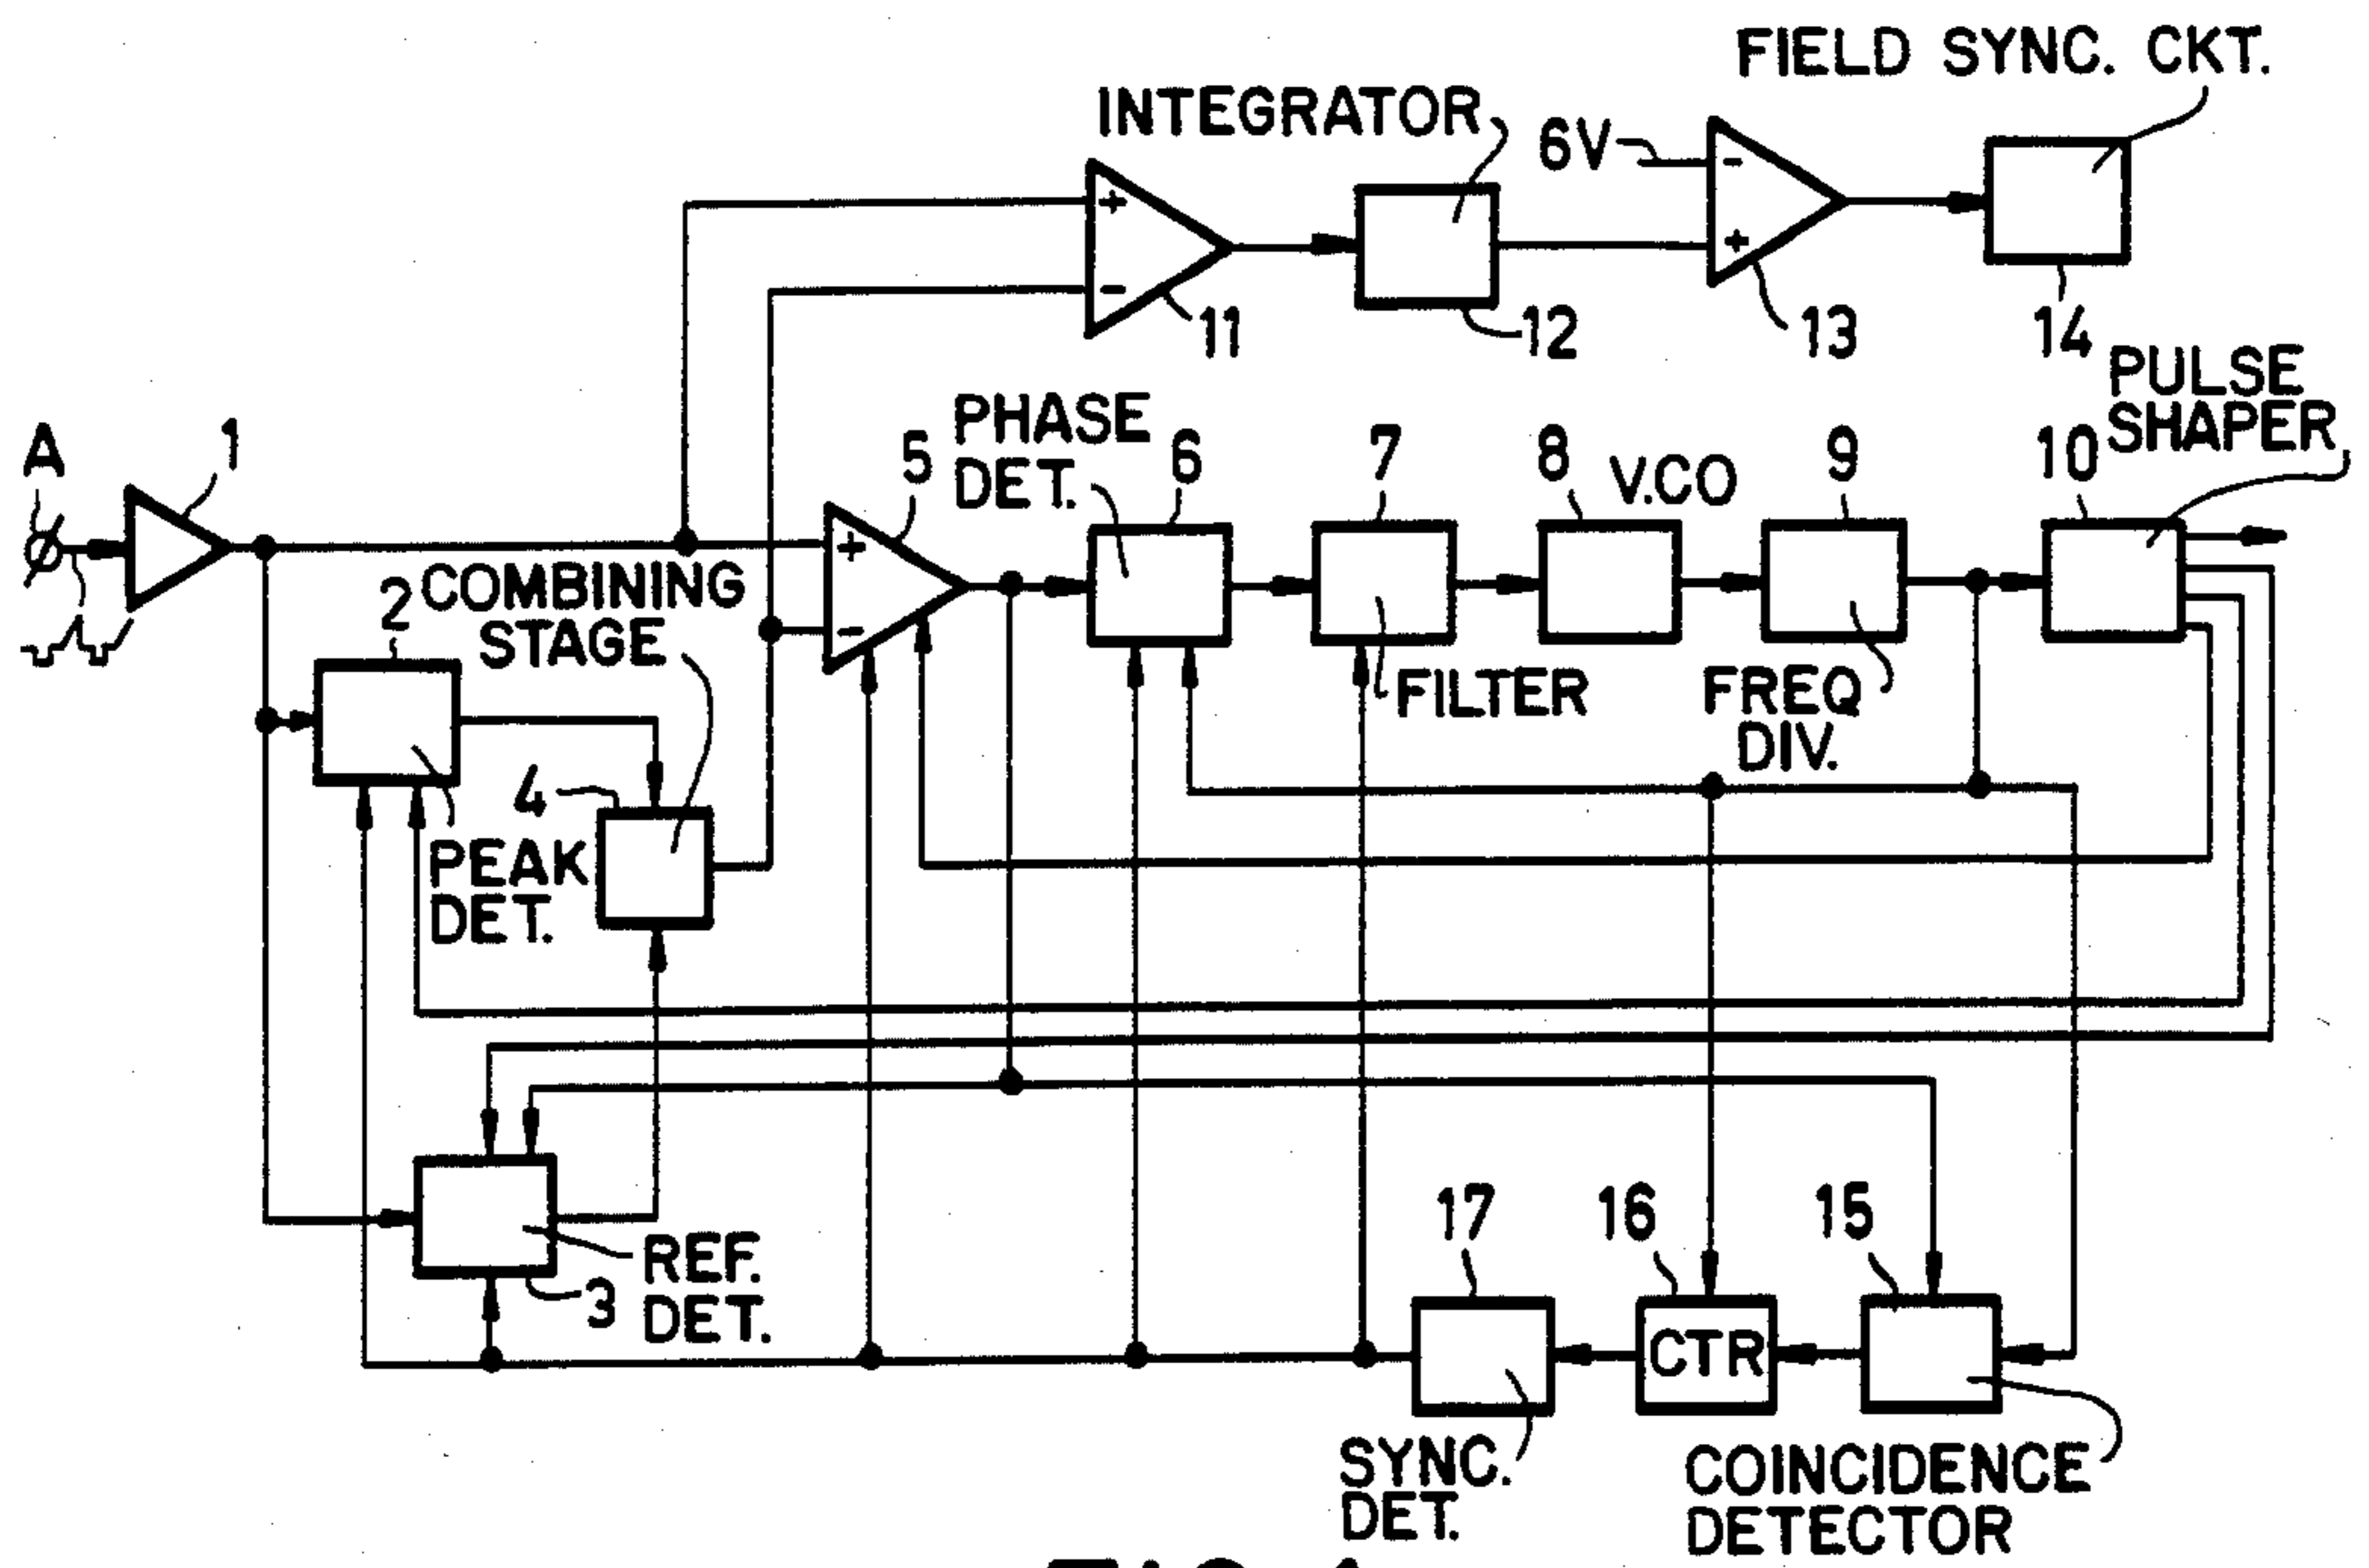 FIELD SYNC. CKT.
INTEGRATOR
6V
-
+
+
-
11
12
13
14
PULSE
SHAPER
A
1
5
PHASE
DET.
6
7
8
V.CO
9
10
+
-
2
COMBINING
STAGE
FILTER
FREQ
DIV.
4
PEAK
DET.
REF.
DET.
3
17
16
15
CTR
SYNC.
DET.
COINCIDENCE
DETECTOR